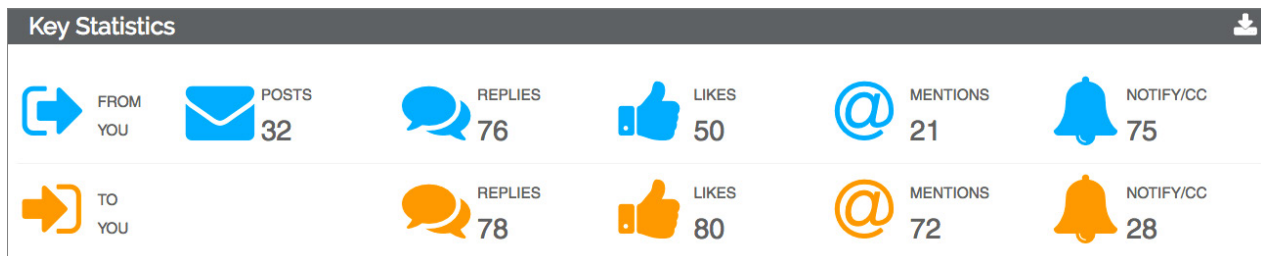 Key Statistics
FROM YOU
POSTS
32
REPLIES
76
LIKES
50
@
MENTIONS
21
NOTIFY/CC
75
TO YOU
REPLIES
78
LIKES
80
@
MENTIONS
72
NOTIFY/CC
28